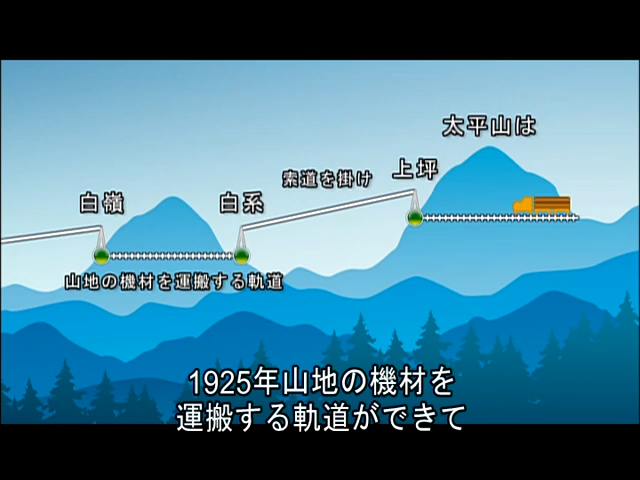 太平山は
上坪
索道を掛け
白嶺
白系
山地の機材を運搬する軌道
1925年山地の機材を
運搬する軌道ができて